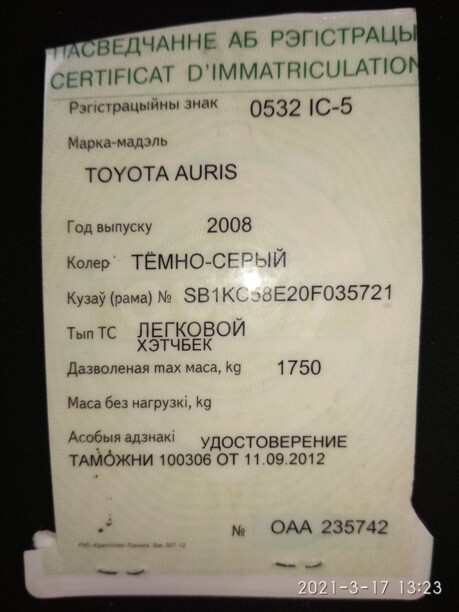 ПАСВЕДЧАННЕ АБ РЭГІСТРАЦЫ
CERTIFICAT D'IMMATRICULATION
Рэгістрацыйны знак 0532 IC-5
Марка-мадэль
TOYOTA AURIS
Год выпуску 2008
Колер ТЁМНО-СЕРЫЙ
Кузаў (рама) № SB1KC58E20F035721
Тып ТС ЛЕГКОВОЙ
ХЭТЧБЕК
Дазволеная max маса, kg 1750
Маса без нагрузкі, kg
Асобыя адзнакі УДОСТОВЕРЕНИЕ
ТАМОЖНИ 100306 ОТ 11.09.2012
№ ОАА 235742
2021-3-17 13:23